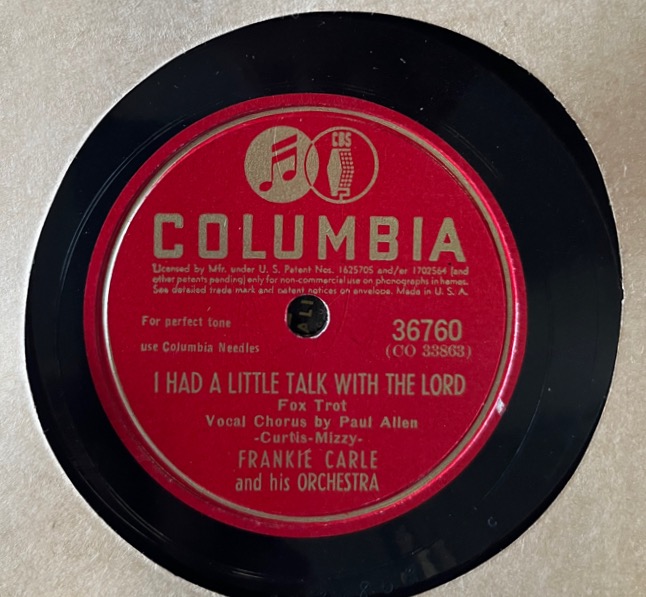 CBS
COLUMBIA
Licensed by Mfr. under U. S. Patent Nos. 1625705 and/or 1702564 (and
other patents pending) only for non-commercial use on phonographs in homes.
See detailed trade mark and patent notices on envelope. Made in U. S. A.
ALI
For perfect tone
use Columbia Needles
36760
(CO 33863)
I HAD A LITTLE TALK WITH THE LORD
Fox Trot
Vocal Chorus by Paul Allen
-Curtis-Mizzy-
FRANKIE CARLE
and his ORCHESTRA